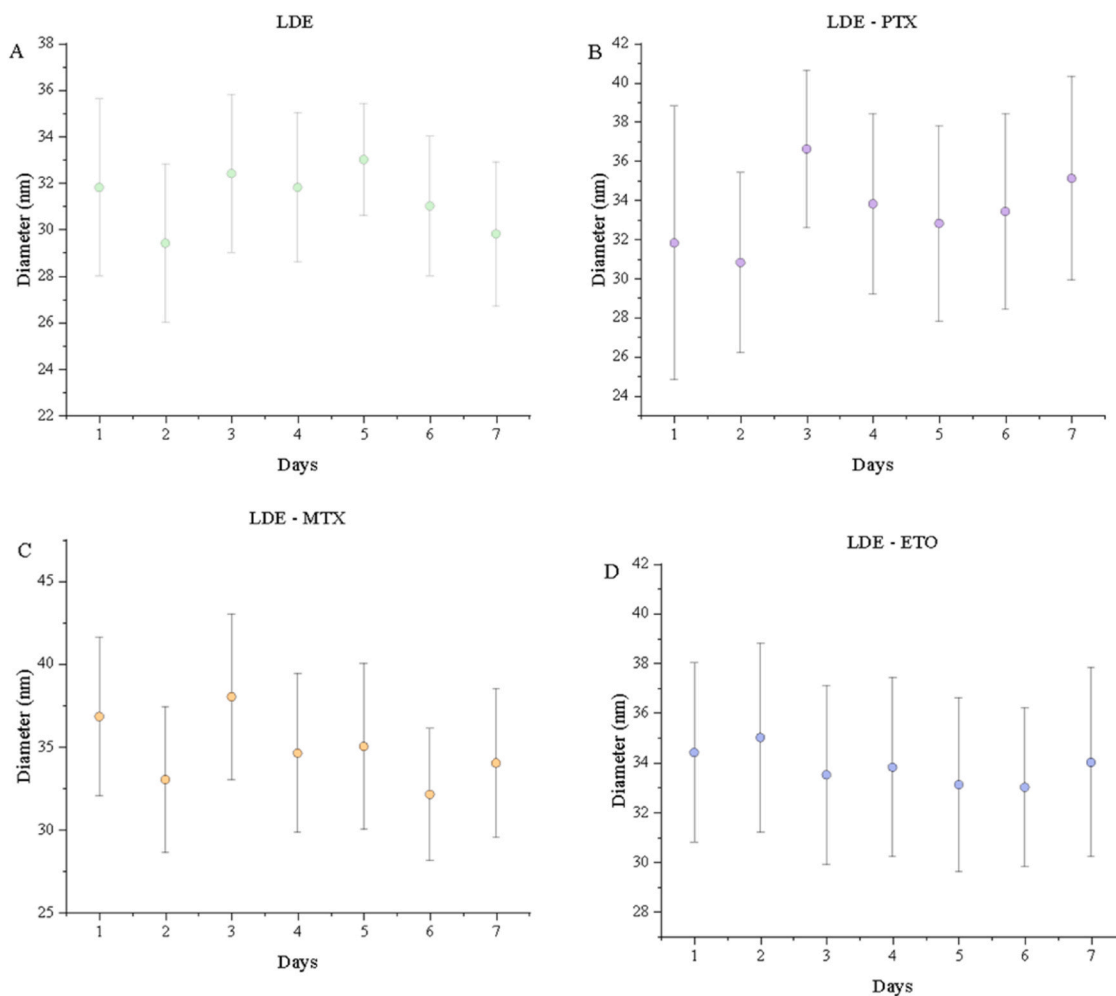 LDE
A
38
36
34
32
30
28
26
24
22
Diameter (nm)
1 2 3 4 5 6 7
Days
LDE - PTX
B
42
40
38
36
34
32
30
28
26
24
Diameter (nm)
1 2 3 4 5 6 7
Days
LDE - MTX
C
45
40
35
30
25
Diameter (nm)
1 2 3 4 5 6 7
Days
LDE - ETO
D
42
40
38
36
34
32
30
28
Diameter (nm)
1 2 3 4 5 6 7
Days